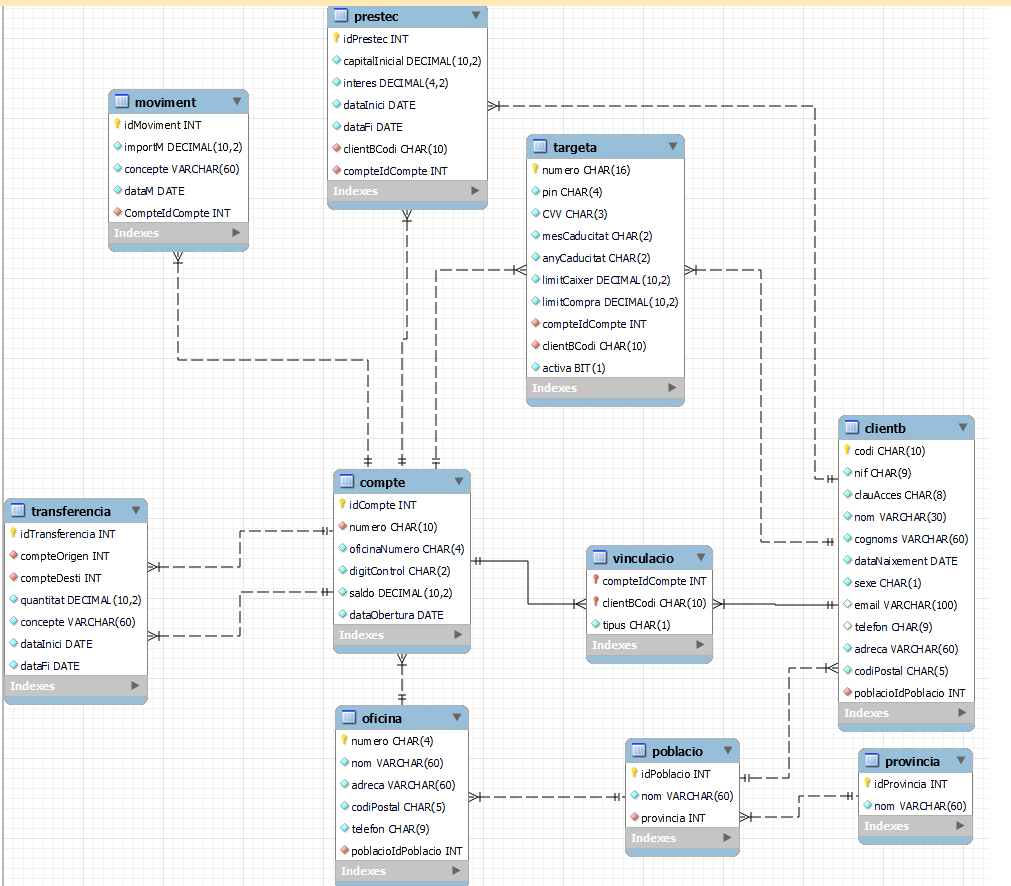 prestec
idPrestec INT
capitalInicial DECIMAL(10,2)
interes DECIMAL(4,2)
dataInici DATE
dataFi DATE
clientBCodi CHAR(10)
compteIdCompte INT
Indexes
moviment
idMoviment INT
importM DECIMAL(10,2)
concepte VARCHAR(60)
dataM DATE
CompteIdCompte INT
Indexes
targeta
numero CHAR(16)
pin CHAR(4)
CVV CHAR(3)
mesCaducitat CHAR(2)
anyCaducitat CHAR(2)
limitCaixer DECIMAL(10,2)
limitCompra DECIMAL(10,2)
compteIdCompte INT
clientBCodi CHAR(10)
activa BIT(1)
Indexes
clientb
codi CHAR(10)
nif CHAR(9)
clauAcces CHAR(8)
nom VARCHAR(30)
cognoms VARCHAR(60)
dataNaixement DATE
sexe CHAR(1)
email VARCHAR(100)
telefon CHAR(9)
adreca VARCHAR(60)
codiPostal CHAR(5)
poblacioIdPoblacio INT
Indexes
compte
idCompte INT
numero CHAR(10)
oficinaNumero CHAR(4)
digitControl CHAR(2)
saldo DECIMAL(10,2)
dataObertura DATE
Indexes
transferencia
idTransferencia INT
compteOrigen INT
compteDesti INT
quantitat DECIMAL(10,2)
concepte VARCHAR(60)
dataInici DATE
dataFi DATE
Indexes
vinculacio
compteIdCompte INT
clientBCodi CHAR(10)
tipus CHAR(1)
Indexes
oficina
numero CHAR(4)
nom VARCHAR(60)
adreca VARCHAR(60)
codiPostal CHAR(5)
telefon CHAR(9)
poblacioIdPoblacio INT
Indexes
poblacio
idPoblacio INT
nom VARCHAR(60)
provincia INT
Indexes
provincia
idProvincia INT
nom VARCHAR(60)
Indexes